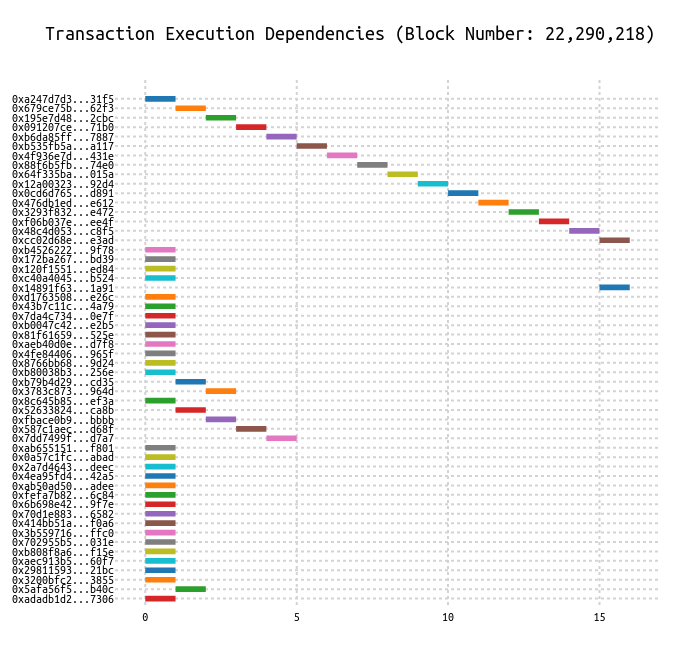 Transaction Execution Dependencies (Block Number: 22,290,218)
0xa247d7d3...31f5
0x679ce75b...62f3
0x195e7d48...2cbc
0x091207ce...71b0
0xb6da85ff...7887
0xb535fb5a...a117
0x4f936e7d...431e
0x88f6b5fb...74e0
0x64f335ba...015a
0x12a00323...92d4
0x0cd6d765...d891
0x476db1ed...e612
0x3293f832...e472
0xf06b037e...ee4f
0x48c4d053...c8f5
0xcc02d68e...e3ad
0xb4526222...9f78
0x172ba267...bd39
0x120f1551...ed84
0xc40a4045...b524
0x14891f63...1a91
0xd1763508...e26c
0x43b7c11c...4a79
0x7da4c734...0e7f
0xb0047c42...e2b5
0x81f61659...525e
0xaeb40d0e...d7f8
0x4fe84406...965f
0x8766bb68...9d24
0xb80038b3...256e
0xb79b4d29...cd35
0x3783c873...964d
0x8c645b85...ef3a
0x52633824...ca8b
0xfbace0b9...bbbb
0x587c1aec...d68f
0x7dd7499f...d7a7
0xab655151...f801
0x0a57c1fc...abad
0x2a7d4643...deec
0x4ea95fd4...42a5
0xab50ad50...adee
0xfefa7b82...6c84
0x6b698e42...9f7e
0x70d1e883...6582
0x414bb51a...f0a6
0x3b559716...ffc0
0x702955b5...031e
0xb808f8a6...f15e
0xaec913b5...60f7
0x29811593...21bc
0x3200bfc2...3855
0x5afa56f5...b40c
0xadadb1d2...7306
0 5 10 15